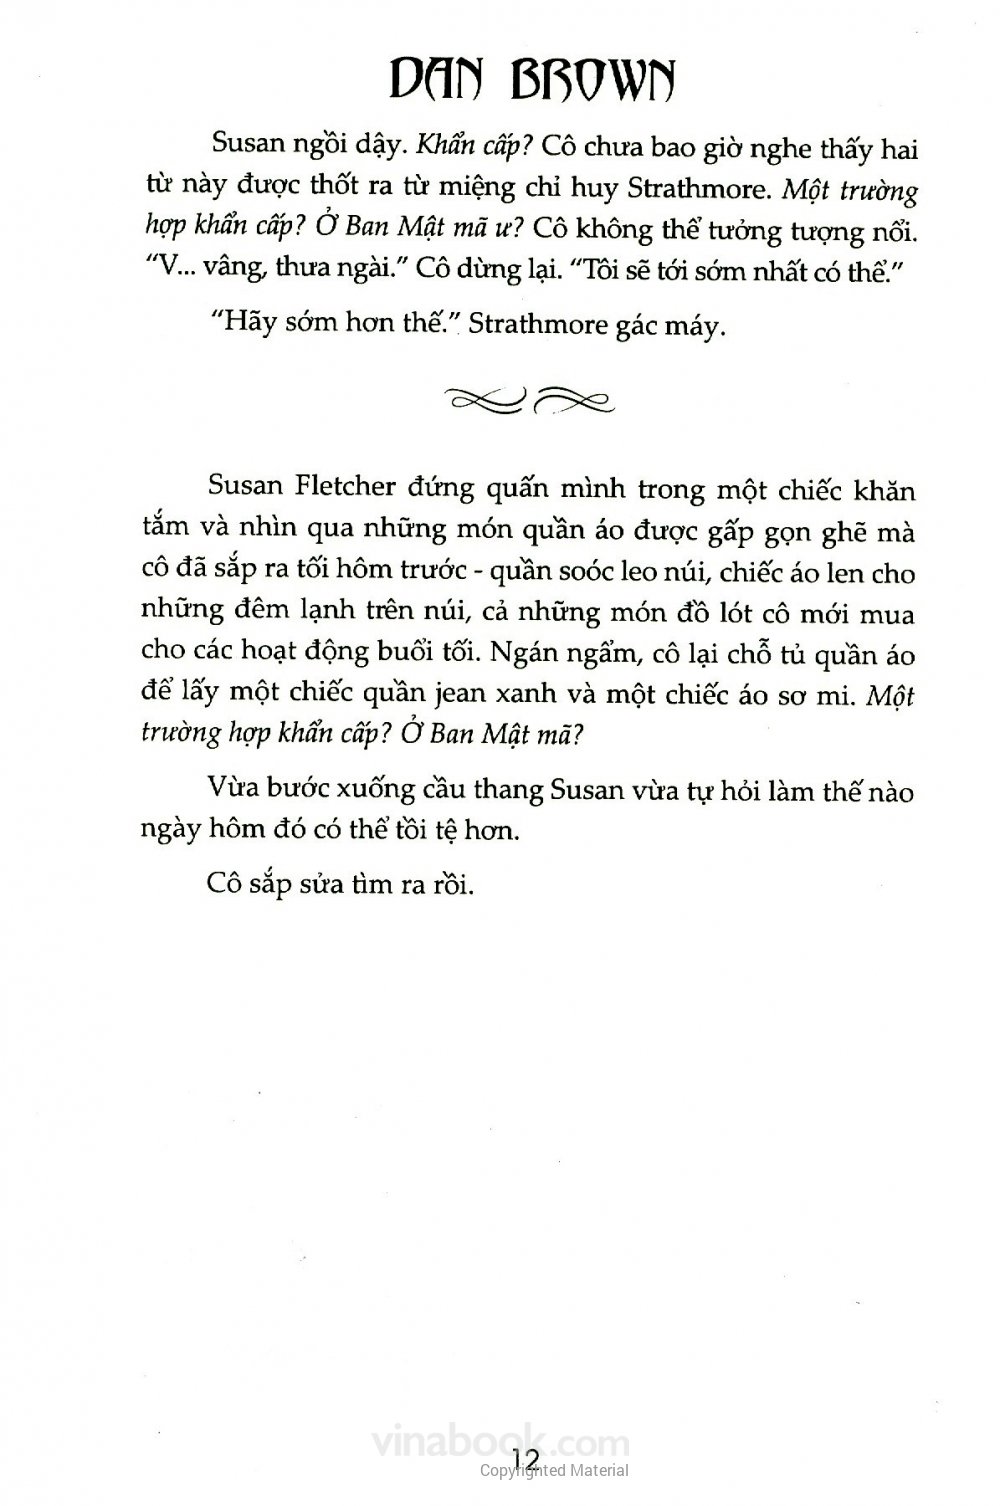 DAN BROWN
Susan ngồi dậy. Khẩn cấp? Cô chưa bao giờ nghe thấy hai
từ này được thốt ra từ miệng chỉ huy Strathmore. Một trường
hợp khẩn cấp? Ở Ban Mật mã ư? Cô không thể tưởng tượng nổi.
“V... vâng, thưa ngài.” Cô dừng lại. “Tôi sẽ tới sớm nhất có thể.”
“Hãy sớm hơn thế.” Strathmore gác máy.
Susan Fletcher đứng quấn mình trong một chiếc khăn
tắm và nhìn qua những món quần áo được gấp gọn ghẽ mà
cô đã sắp ra tối hôm trước - quần soóc leo núi, chiếc áo len cho
những đêm lạnh trên núi, cả những món đồ lót cô mới mua
cho các hoạt động buổi tối. Ngán ngẩm, cô lại chỗ tủ quần áo
để lấy một chiếc quần jean xanh và một chiếc áo sơ mi. Một
trường hợp khẩn cấp? Ở Ban Mật mã?
Vừa bước xuống cầu thang Susan vừa tự hỏi làm thế nào
ngày hôm đó có thể tồi tệ hơn.
Cô sắp sửa tìm ra rồi.
vinabook.com
12
Copyrighted Material